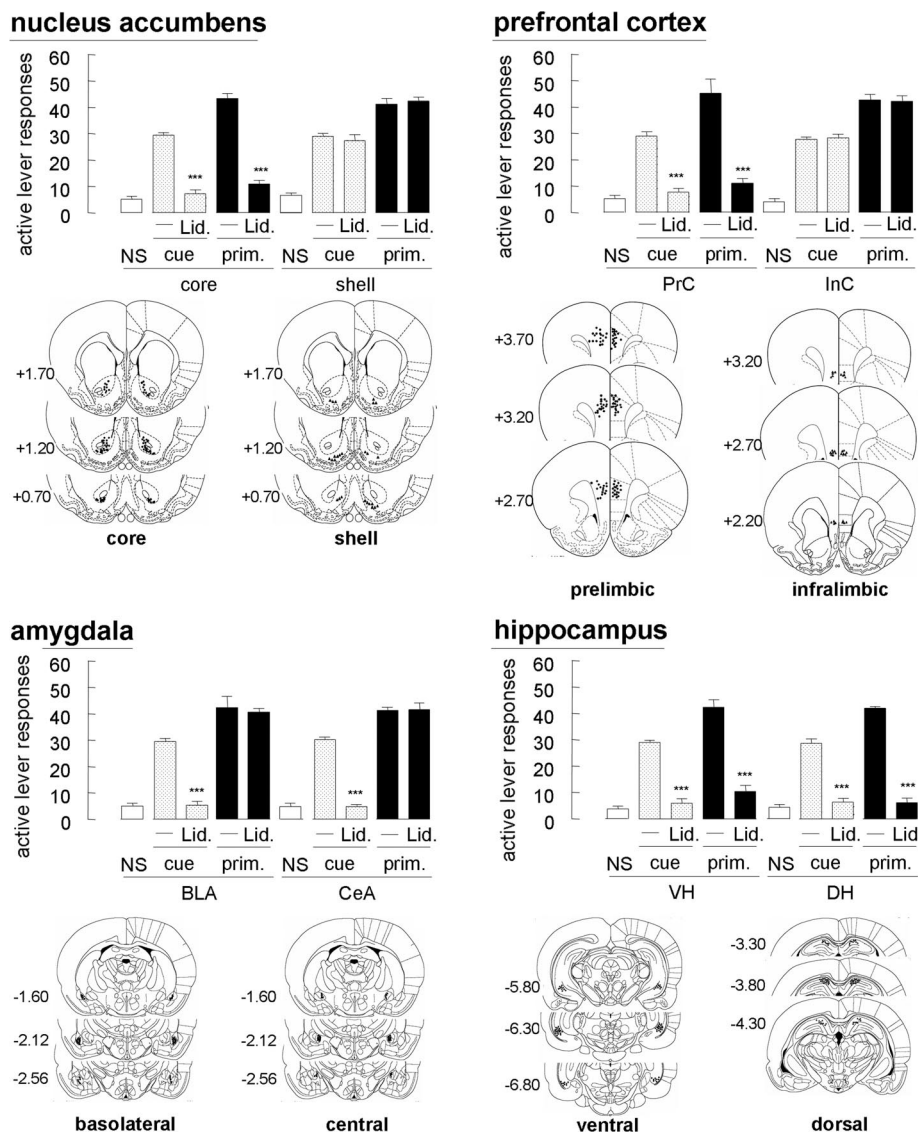 nucleus accumbens
active lever responses
60
50
40
30
20
10
0
*** ***
— Lid. — Lid. — Lid. — Lid.
NS cue prim. NS cue prim.
core shell
+1.70 +1.70
+1.20 +1.20
+0.70 +0.70
core shell
prefrontal cortex
active lever responses
60
50
40
30
20
10
0
*** ***
— Lid. — Lid. — Lid. — Lid.
NS cue prim. NS cue prim.
PrC InC
+3.70
+3.20
+2.70
prelimbic
+3.20
+2.70
+2.20
infralimbic
amygdala
active lever responses
60
50
40
30
20
10
0
*** ***
— Lid. — Lid. — Lid. — Lid.
NS cue prim. NS cue prim.
BLA CeA
-1.60 -1.60
-2.12 -2.12
-2.56 -2.56
basolateral central
hippocampus
active lever responses
60
50
40
30
20
10
0
*** *** *** ***
— Lid. — Lid. — Lid. — Lid.
NS cue prim. NS cue prim.
VH DH
-5.80
-6.30
-6.80
ventral
-3.30
-3.80
-4.30
dorsal